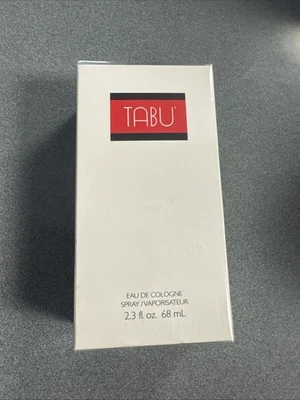 TABU®
EAU DE COLOGNE
SPRAY/VAPORISATEUR
2.3 fl. oz. 68 mL